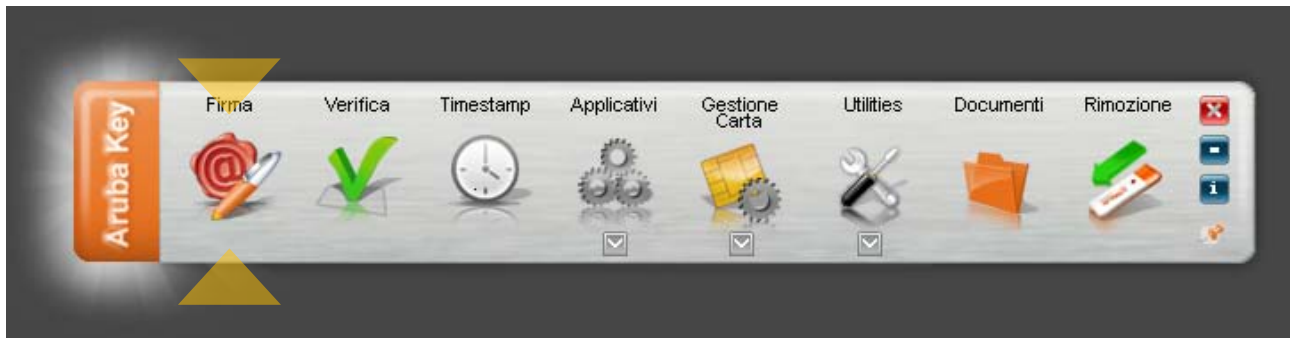 Aruba Key
Firma
Verifica
Timestamp
Applicativi
Gestione
Carta
Utilities
Documenti
Rimozione